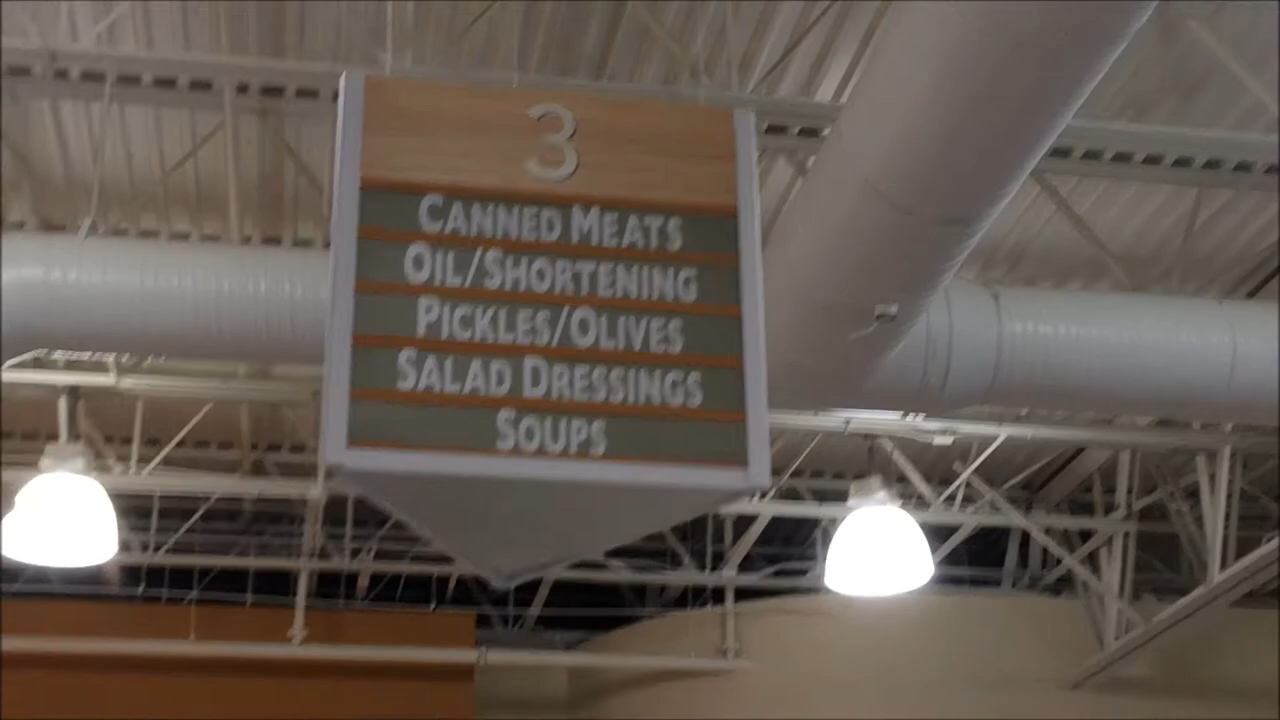 3
CANNED MEATS
OIL/SHORTENING
PICKLES/OLIVES
SALAD DRESSINGS
SOUPS